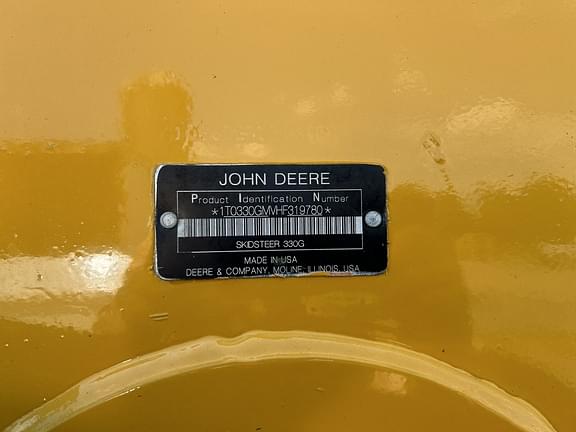 JOHN DEERE
Product Identification Number
*1T0330GMVHF319780*
SKIDSTEER 330G
MADE IN USA
DEERE & COMPANY, MOLINE, ILLINOIS, USA